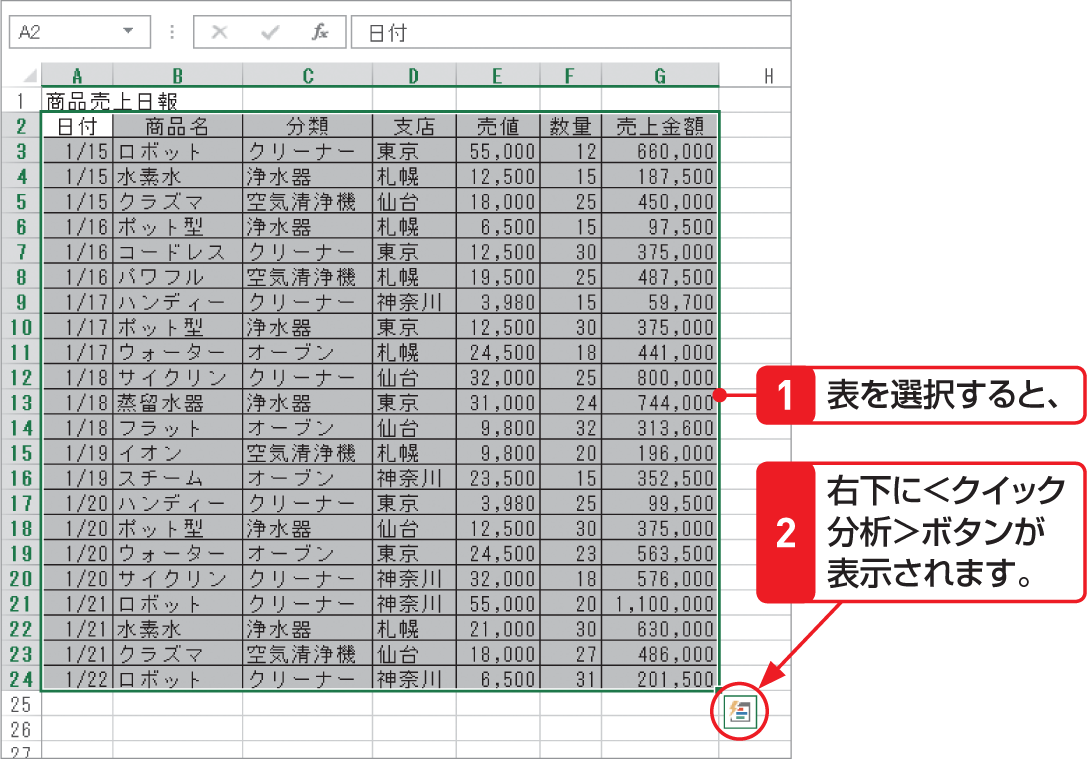 A2 fx 日付
A B C D E F G H
1 商品売上日報
2 日付 商品名 分類 支店 売値 数量 売上金額
3 1/15 ロボット クリーナー 東京 55,000 12 660,000
4 1/15 水素水 浄水器 札幌 12,500 15 187,500
5 1/15 クラズマ 空気清浄機 仙台 18,000 25 450,000
6 1/16 ポット型 浄水器 札幌 6,500 15 97,500
7 1/16 コードレス クリーナー 東京 12,500 30 375,000
8 1/16 パワフル 空気清浄機 札幌 19,500 25 487,500
9 1/17 ハンディー クリーナー 神奈川 3,980 15 59,700
10 1/17 ポット型 浄水器 東京 12,500 30 375,000
11 1/17 ウォーター オーブン 札幌 24,500 18 441,000
12 1/18 サイクリン クリーナー 仙台 32,000 25 800,000
13 1/18 蒸留水器 浄水器 東京 31,000 24 744,000
14 1/18 フラット オーブン 仙台 9,800 32 313,600
15 1/19 イオン 空気清浄機 札幌 9,800 20 196,000
16 1/19 スチーム オーブン 神奈川 23,500 15 352,500
17 1/20 ハンディー クリーナー 東京 3,980 25 99,500
18 1/20 ポット型 浄水器 仙台 12,500 30 375,000
19 1/20 ウォーター オーブン 東京 24,500 23 563,500
20 1/20 サイクリン クリーナー 神奈川 32,000 18 576,000
21 1/21 ロボット クリーナー 神奈川 55,000 20 1,100,000
22 1/21 水素水 浄水器 札幌 21,000 30 630,000
23 1/21 クラズマ 空気清浄機 仙台 18,000 27 486,000
24 1/22 ロボット クリーナー 神奈川 6,500 31 201,500
25
26
27
1 表を選択すると、
2 右下に＜クイック
分析＞ボタンが
表示されます。